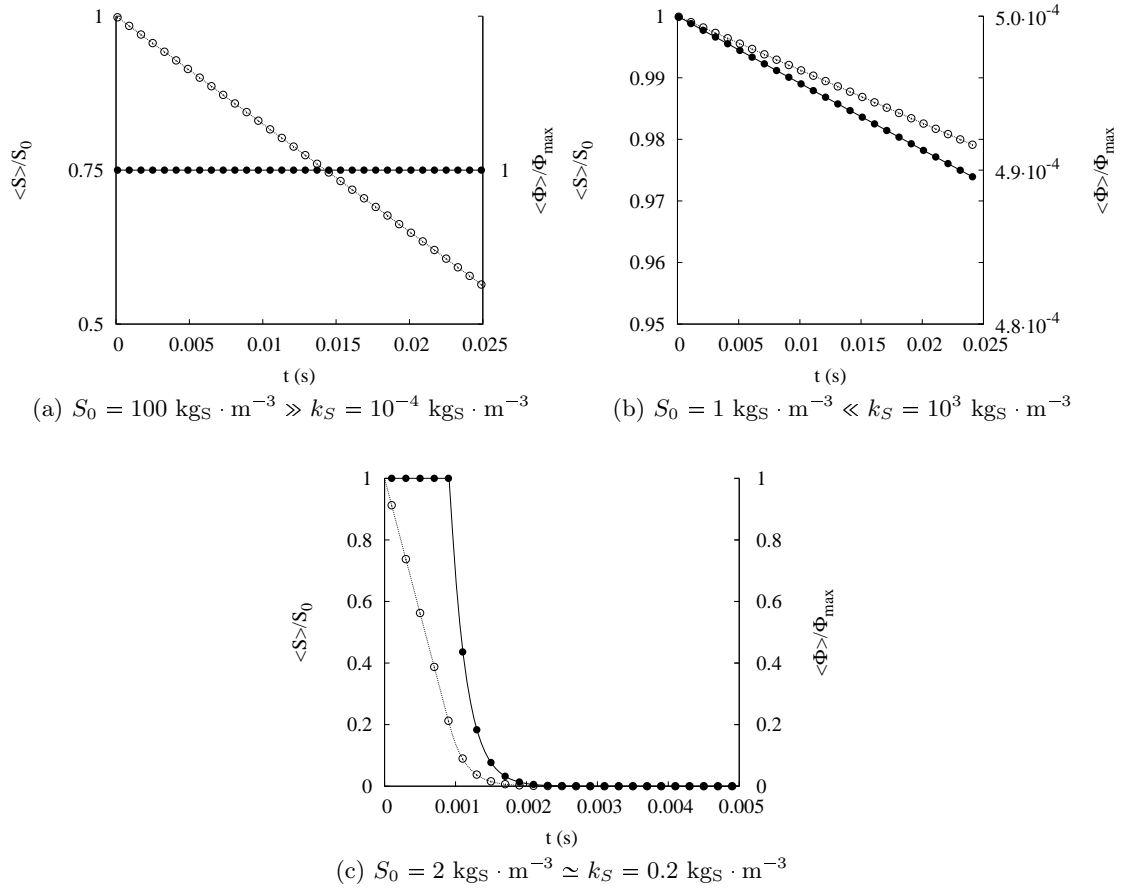 1
0.75
0.5
<S>/S0
1
<Φ>/Φmax
0 0.005 0.01 0.015 0.02 0.025
t (s)
(a) S0 = 100 kgS · m−3 ≫ kS = 10−4 kgS · m−3
1
0.99
0.98
0.97
0.96
0.95
<S>/S0
5.0·10-4
4.9·10-4
4.8·10-4
<Φ>/Φmax
0 0.005 0.01 0.015 0.02 0.025
t (s)
(b) S0 = 1 kgS · m−3 ≪ kS = 103 kgS · m−3
1
0.8
0.6
0.4
0.2
0
<S>/S0
1
0.8
0.6
0.4
0.2
0
<Φ>/Φmax
0 0.001 0.002 0.003 0.004 0.005
t (s)
(c) S0 = 2 kgS · m−3 ≃ kS = 0.2 kgS · m−3